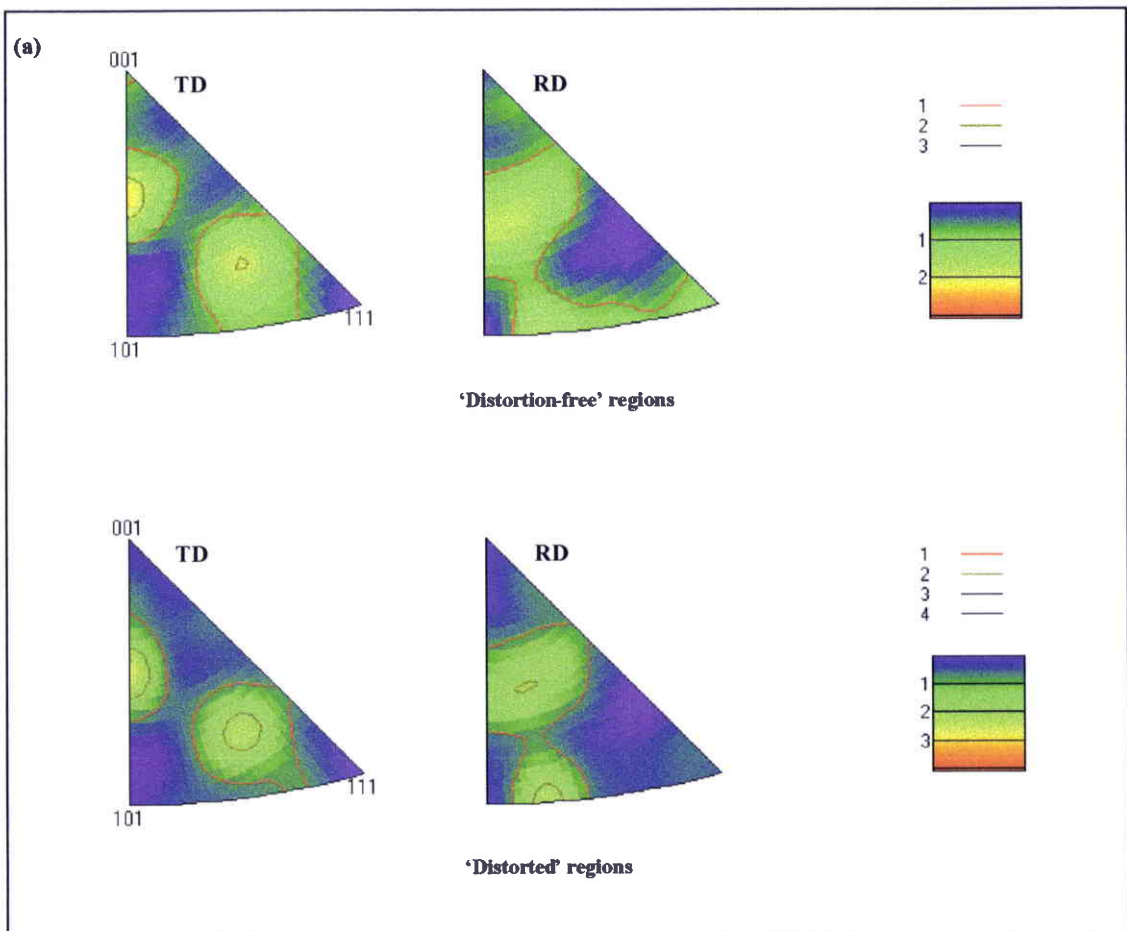 (a)
001
TD
RD
1
2
3
1
2
101
111
‘Distortion-free’ regions
001
TD
RD
1
2
3
4
1
2
3
101
111
‘Distorted’ regions